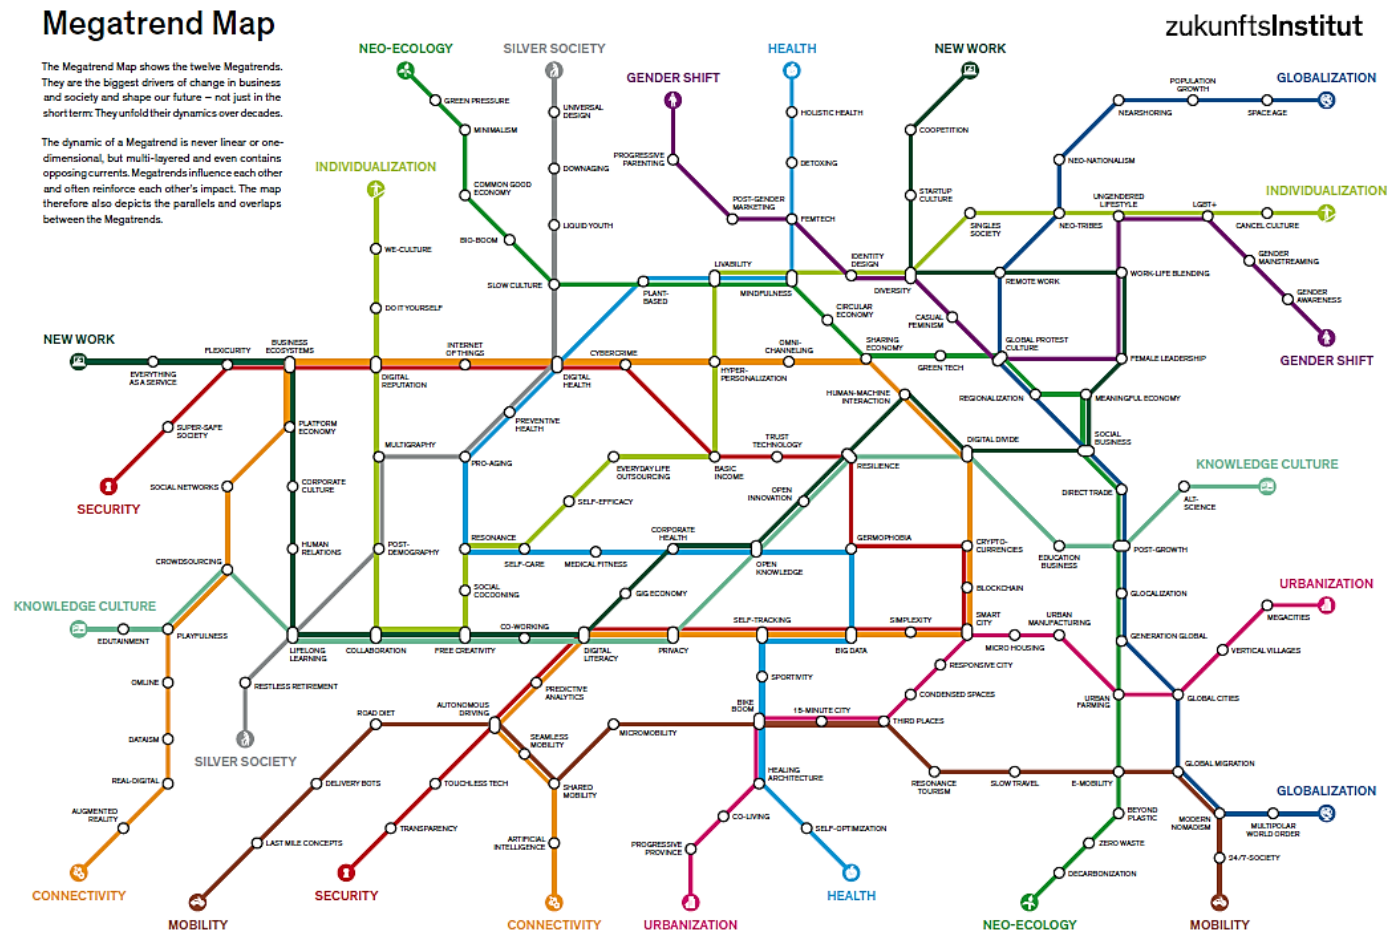 Megatrend Map
zukunftsInstitut
The Megatrend Map shows the twelve Megatrends.
They are the biggest drivers of change in business
and society and shape our future – not just in the
short term: They unfold their dynamics over decades.
The dynamic of a Megatrend is never linear or one-
dimensional, but multi-layered and even contains
opposing currents. Megatrends influence each other
and often reinforce each other's impact. The map
therefore also depicts the parallels and overlaps
between the Megatrends.
NEO-ECOLOGY
SILVER SOCIETY
HEALTH
NEW WORK
GENDER SHIFT
GLOBALIZATION
POPULATION
GROWTH
NEARSHORING
SPACE AGE
GREEN PRESSURE
UNIVERSAL
DESIGN
HOLISTIC HEALTH
MINIMALISM
COOPETITION
INDIVIDUALIZATION
DOWNAGING
PROGRESSIVE
PARENTING
DETOXING
NEO-NATIONALISM
COMMON GOOD
ECONOMY
STARTUP
CULTURE
INDIVIDUALIZATION
UNGENDERED
LIFESTYLE
LGBT+
POST-GENDER
MARKETING
FEMTECH
LIQUID YOUTH
SINGLES
SOCIETY
NEO-TRIBES
CANCEL CULTURE
WE-CULTURE
BIO-BOOM
LIVABILITY
IDENTITY
DESIGN
GENDER
MAINSTREAMING
SLOW CULTURE
PLANT-
BASED
MINDFULNESS
DIVERSITY
REMOTE WORK
WORK-LIFE BLENDING
DO IT YOURSELF
CIRCULAR
ECONOMY
CASUAL
FEMINISM
GENDER
AWARENESS
NEW WORK
FLEXICURITY
BUSINESS
ECOSYSTEMS
INTERNET
OF THINGS
CYBERCRIME
OMNI-
CHANNELING
SHARING
ECONOMY
GLOBAL PROTEST
CULTURE
GENDER SHIFT
EVERYTHING
AS A SERVICE
DIGITAL
REPUTATION
DIGITAL
HEALTH
HYPER-
PERSONALIZATION
GREEN TECH
FEMALE LEADERSHIP
HUMAN-MACHINE
INTERACTION
REGIONALIZATION
MEANINGFUL ECONOMY
SUPER-SAFE
SOCIETY
PLATFORM
ECONOMY
PREVENTIVE
HEALTH
MULTIGRAPHY
PRO-AGING
TRUST
TECHNOLOGY
DIGITAL DIVIDE
SOCIAL
BUSINESS
EVERYDAY LIFE
OUTSOURCING
BASIC
INCOME
RESILIENCE
KNOWLEDGE CULTURE
SECURITY
SOCIAL NETWORKS
CORPORATE
CULTURE
SELF-EFFICACY
OPEN
INNOVATION
DIRECT TRADE
ALT-
SCIENCE
HUMAN
RELATIONS
POST-
DEMOGRAPHY
RESONANCE
CORPORATE
HEALTH
GERMOPHOBIA
CRYPTO-
CURRENCIES
EDUCATION
BUSINESS
POST-GROWTH
CROWDSOURCING
SELF-CARE
MEDICAL FITNESS
OPEN
KNOWLEDGE
SOCIAL
COCOONING
GIG ECONOMY
BLOCKCHAIN
GLOCALIZATION
URBANIZATION
KNOWLEDGE CULTURE
EDUTAINMENT
PLAYFULNESS
CO-WORKING
SELF-TRACKING
SIMPLEXITY
SMART
CITY
URBAN
MANUFACTURING
MEGACITIES
LIFELONG
LEARNING
COLLABORATION
FREE CREATIVITY
DIGITAL
LITERACY
PRIVACY
BIG DATA
MICRO HOUSING
GENERATION GLOBAL
VERTICAL VILLAGES
OMLINE
RESTLESS RETIREMENT
PREDICTIVE
ANALYTICS
SPORTIVITY
RESPONSIVE CITY
CONDENSED SPACES
URBAN
FARMING
GLOBAL CITIES
ROAD DIET
AUTONOMOUS
DRIVING
BIKE
BOOM
15-MINUTE CITY
THIRD PLACES
DATAISM
SILVER SOCIETY
SEAMLESS
MOBILITY
MICROMOBILITY
GLOBAL MIGRATION
REAL-DIGITAL
DELIVERY BOTS
TOUCHLESS TECH
SHARED
MOBILITY
HEALING
ARCHITECTURE
RESONANCE
TOURISM
SLOW TRAVEL
E-MOBILITY
GLOBALIZATION
AUGMENTED
REALITY
TRANSPARENCY
CO-LIVING
SELF-OPTIMIZATION
BEYOND
PLASTIC
MODERN
NOMADISM
MULTIPOLAR
WORLD ORDER
LAST MILE CONCEPTS
ARTIFICIAL
INTELLIGENCE
PROGRESSIVE
PROVINCE
ZERO WASTE
24/7-SOCIETY
DECARBONIZATION
CONNECTIVITY
SECURITY
HEALTH
MOBILITY
CONNECTIVITY
URBANIZATION
NEO-ECOLOGY
MOBILITY